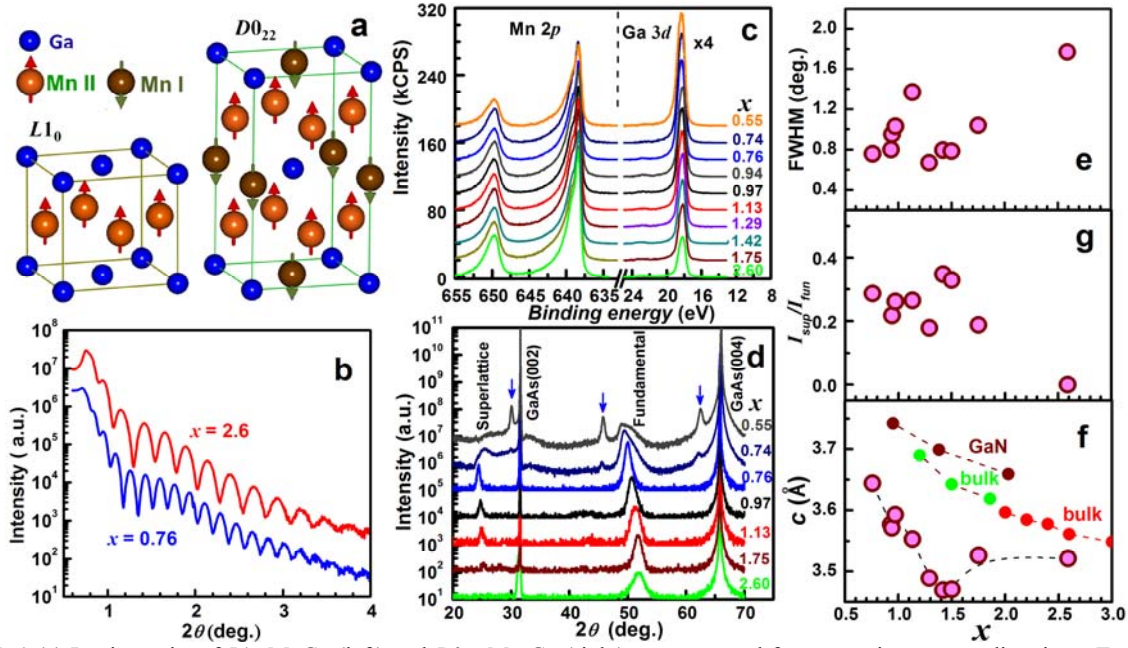 a
Ga
Mn II
Mn I
L1₀
D0₂₂
b
Intensity ( a.u.)
10⁸
10⁷
10⁶
10⁵
10⁴
10³
10²
10¹
x = 2.6
x = 0.76
0
1
2
3
4
2θ(deg.)
c
Mn 2p
Ga 3d
x4
Intensity (kCPS)
320
240
160
80
0
x
0.55
0.74
0.76
0.94
0.97
1.13
1.29
1.42
1.75
2.60
655 650 645 640 635 24 20 16 12 8
Binding energy (eV)
d
Superlattice
GaAs(002)
Fundamental
GaAs(004)
Intensity (a.u.)
10¹¹
10¹⁰
10⁹
10⁸
10⁷
10⁶
10⁵
10⁴
10³
10²
10¹
x
0.55
0.74
0.76
0.97
1.13
1.75
2.60
20 30 40 50 60 70
2θ (deg.)
e
FWHM (deg.)
2.0
1.6
1.2
0.8
0.4
g
I_sup/I_fun
0.4
0.2
0.0
f
c (Å)
3.7
3.6
3.5
GaN
bulk
bulk
0.5 1.0 1.5 2.0 2.5 3.0
x